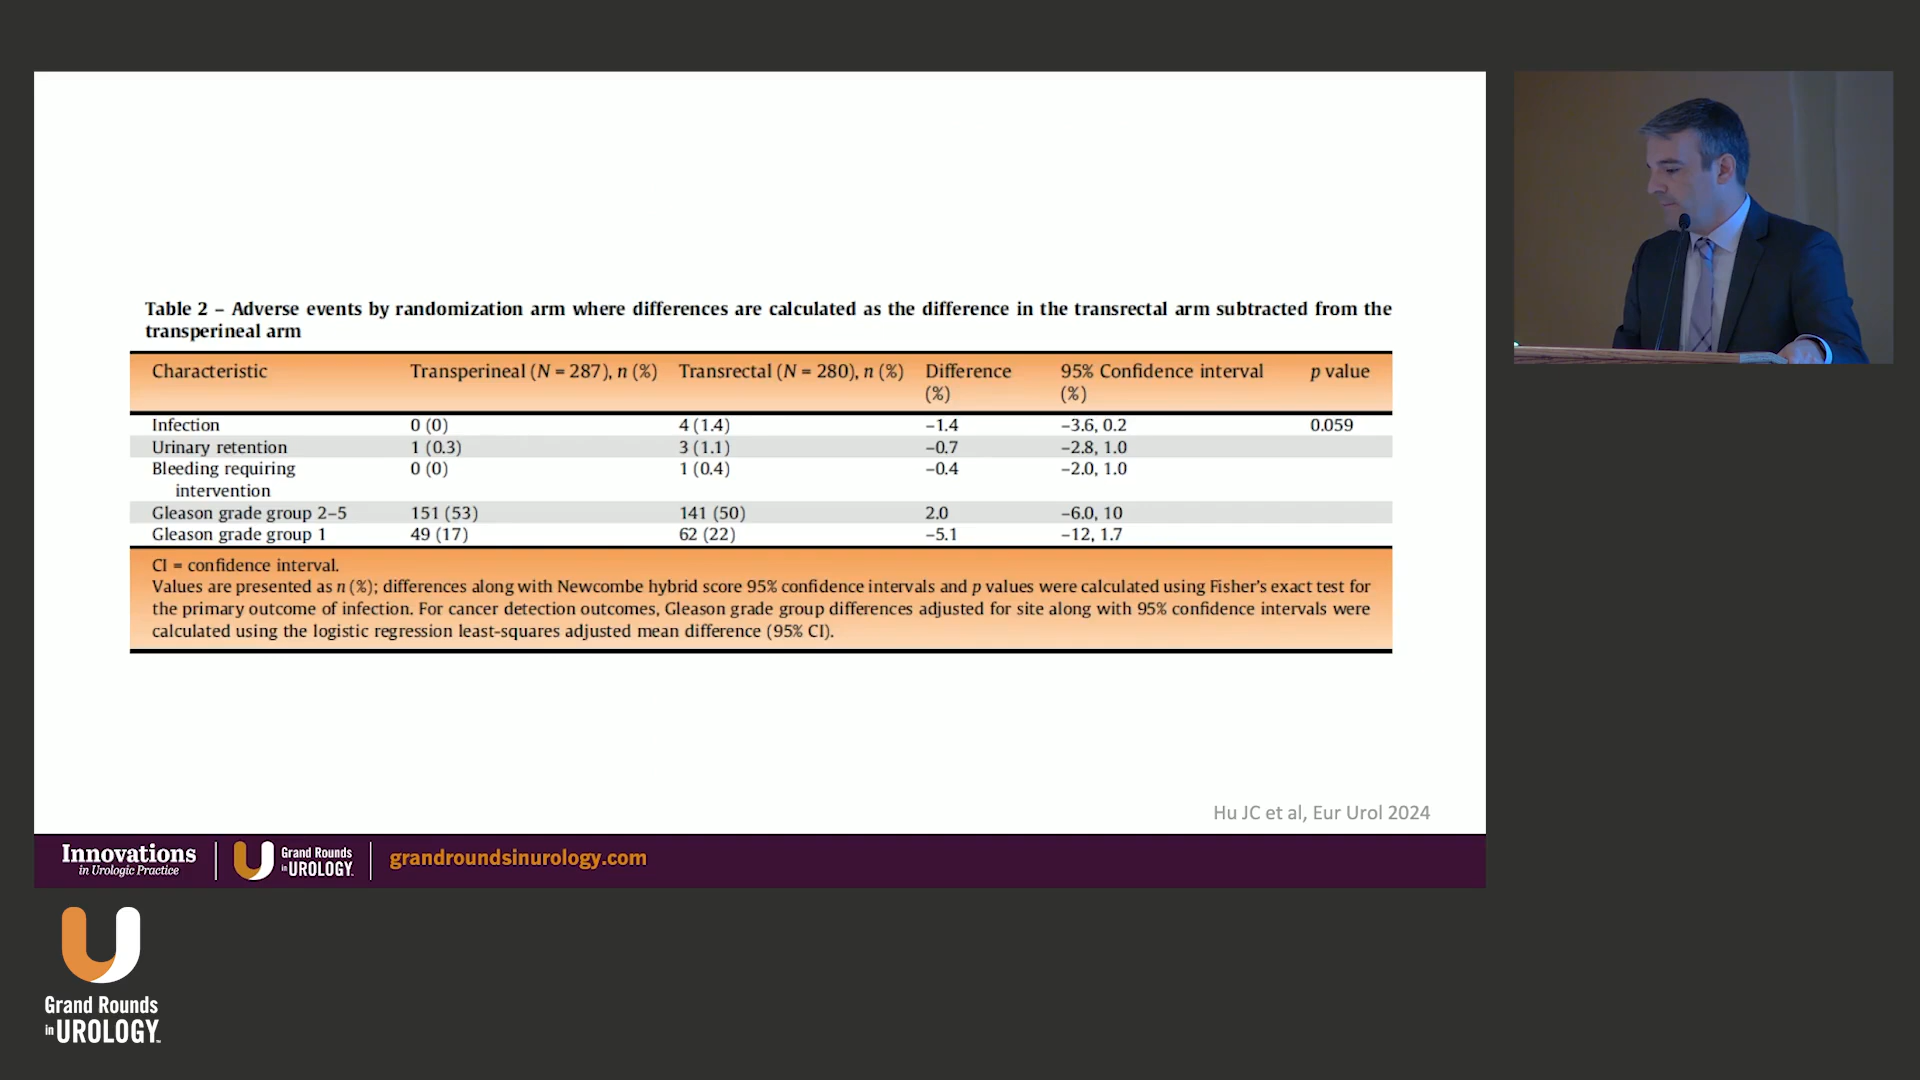 Table 2 – Adverse events by randomization arm where differences are calculated as the difference in the transrectal arm subtracted from the
transperineal arm
Characteristic Transperineal (N = 287), n (%) Transrectal (N = 280), n (%) Difference (%) 95% Confidence interval (%) p value
Infection 0 (0) 4 (1.4) −1.4 −3.6, 0.2 0.059
Urinary retention 1 (0.3) 3 (1.1) −0.7 −2.8, 1.0
Bleeding requiring 0 (0) 1 (0.4) −0.4 −2.0, 1.0
intervention
Gleason grade group 2–5 151 (53) 141 (50) 2.0 −6.0, 10
Gleason grade group 1 49 (17) 62 (22) −5.1 −12, 1.7
CI = confidence interval.
Values are presented as n (%); differences along with Newcombe hybrid score 95% confidence intervals and p values were calculated using Fisher's exact test for
the primary outcome of infection. For cancer detection outcomes, Gleason grade group differences adjusted for site along with 95% confidence intervals were
calculated using the logistic regression least-squares adjusted mean difference (95% CI).
Hu JC et al, Eur Urol 2024
Innovations
in Urologic Practice
Grand Rounds
in UROLOGY™
grandroundsinurology.com
Grand Rounds
in UROLOGY™